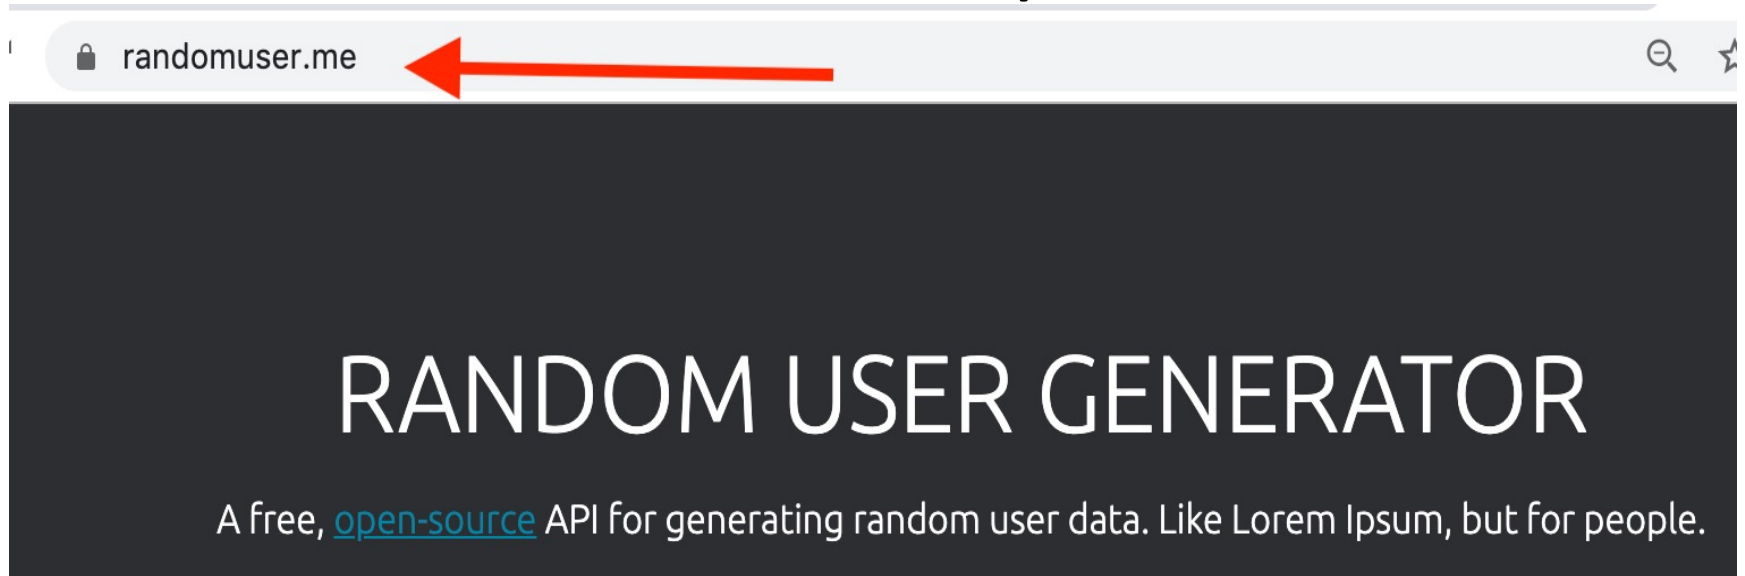 randomuser.me
RANDOM USER GENERATOR
A free, open-source API for generating random user data. Like Lorem Ipsum, but for people.